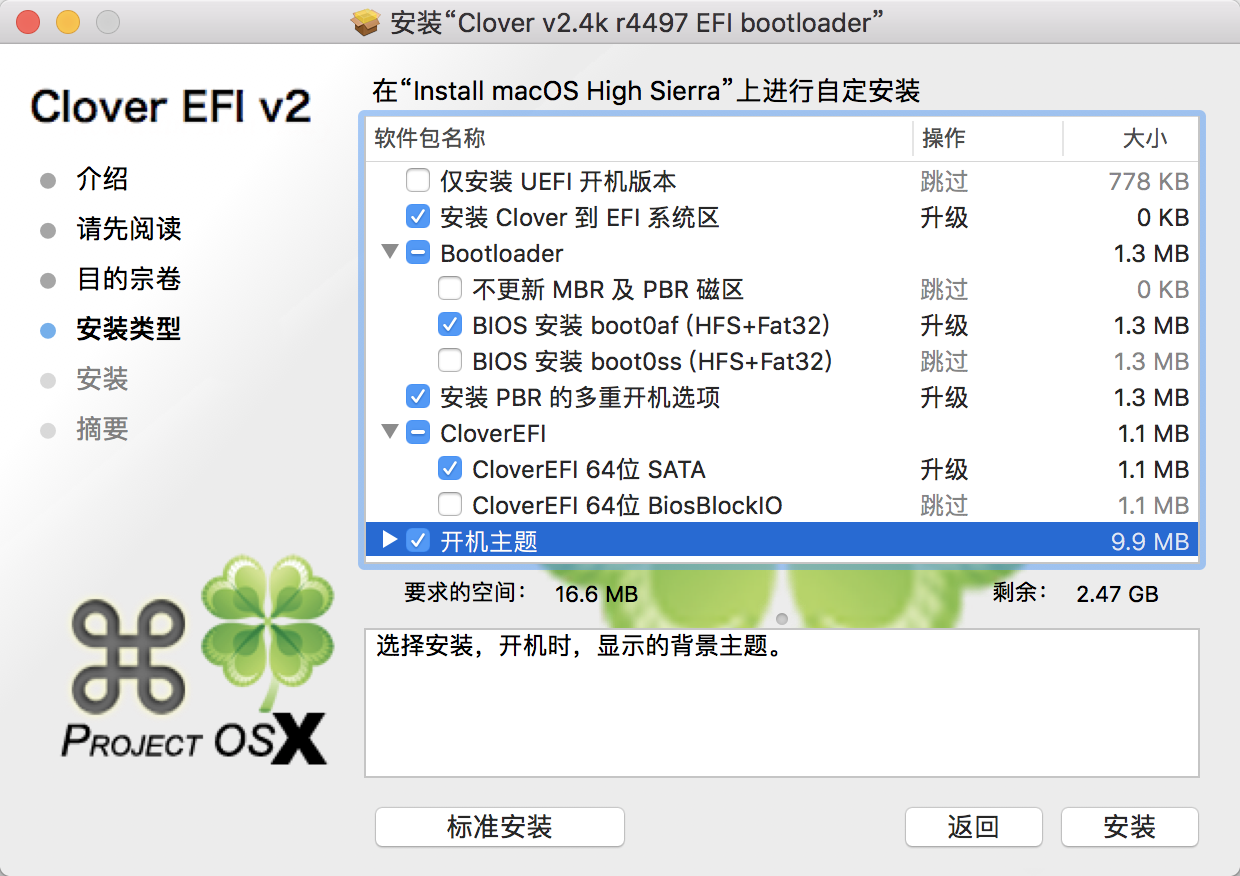 安装“Clover v2.4k r4497 EFI bootloader”
Clover EFI v2
介绍
请先阅读
目的宗卷
安装类型
安装
摘要
PROJECT OSX
在“Install macOS High Sierra”上进行自定安装
软件包名称 操作 大小
仅安装 UEFI 开机版本 跳过 778 KB
安装 Clover 到 EFI 系统区 升级 0 KB
Bootloader 1.3 MB
不更新 MBR 及 PBR 磁区 跳过 0 KB
BIOS 安装 boot0af (HFS+Fat32) 升级 1.3 MB
BIOS 安装 boot0ss (HFS+Fat32) 跳过 1.3 MB
安装 PBR 的多重开机选项 升级 1.3 MB
CloverEFI 1.1 MB
CloverEFI 64位 SATA 升级 1.1 MB
CloverEFI 64位 BiosBlockIO 跳过 1.1 MB
开机主题 9.9 MB
要求的空间： 16.6 MB 剩余： 2.47 GB
选择安装，开机时，显示的背景主题。
标准安装 返回 安装